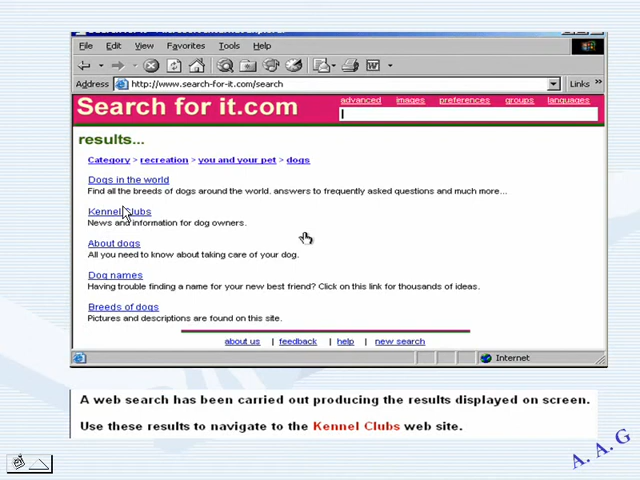 File Edit View Favorites Tools Help
Address http://www.search-for-it.com/search Links »
Search for it.com
advanced images preferences groups languages
results...
Category > recreation > you and your pet > dogs
Dogs in the world
Find all the breeds of dogs around the world. answers to frequently asked questions and much more...
Kennel Clubs
News and information for dog owners.
About dogs
All you need to know about taking care of your dog.
Dog names
Having trouble finding a name for your new best friend? Click on this link for thousands of ideas.
Breeds of dogs
Pictures and descriptions are found on this site.
about us | feedback | help | new search
Internet
A web search has been carried out producing the results displayed on screen.
Use these results to navigate to the Kennel Clubs web site.
A. A. G